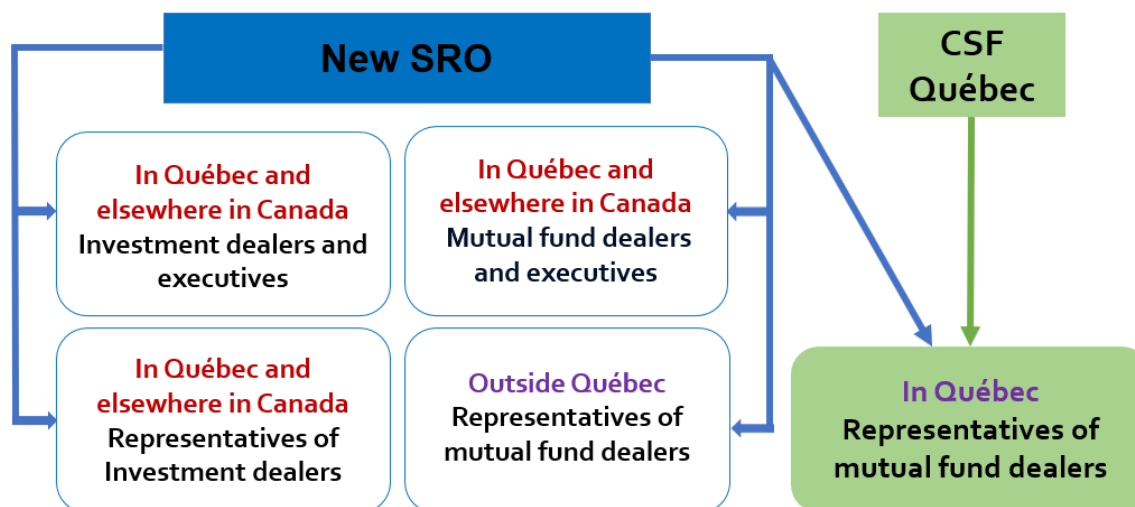 New SRO
CSF
Québec
In Québec and
elsewhere in Canada
Investment dealers and
executives
In Québec and
elsewhere in Canada
Mutual fund dealers
and executives
In Québec and
elsewhere in Canada
Representatives of
Investment dealers
Outside Québec
Representatives of
mutual fund dealers
In Québec
Representatives of
mutual fund dealers